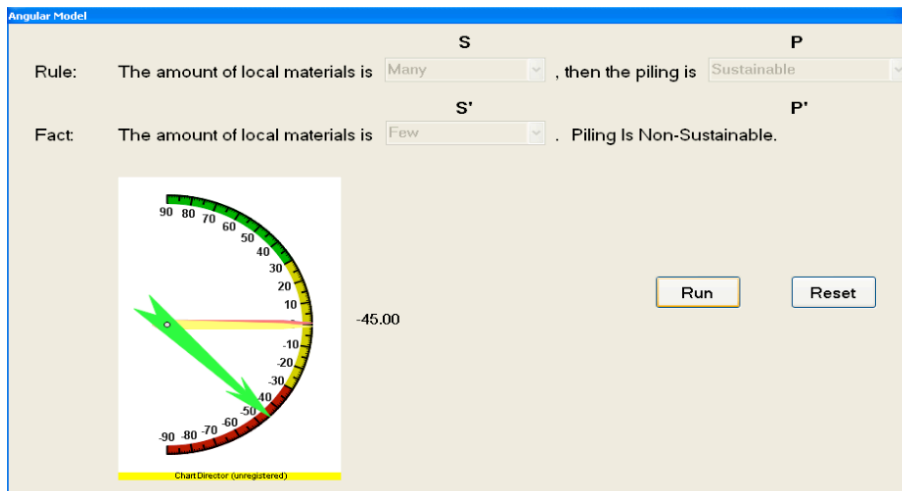 Angular Model
S P
Rule: The amount of local materials is Many , then the piling is Sustainable
S' P'
Fact: The amount of local materials is Few . Piling Is Non-Sustainable.
90 80 70 60 50 40 30 20 10
-45.00
Run Reset
-10
-20
-30
40
-50
-60
-90 -80 -70
ChartDirector (unregistered)